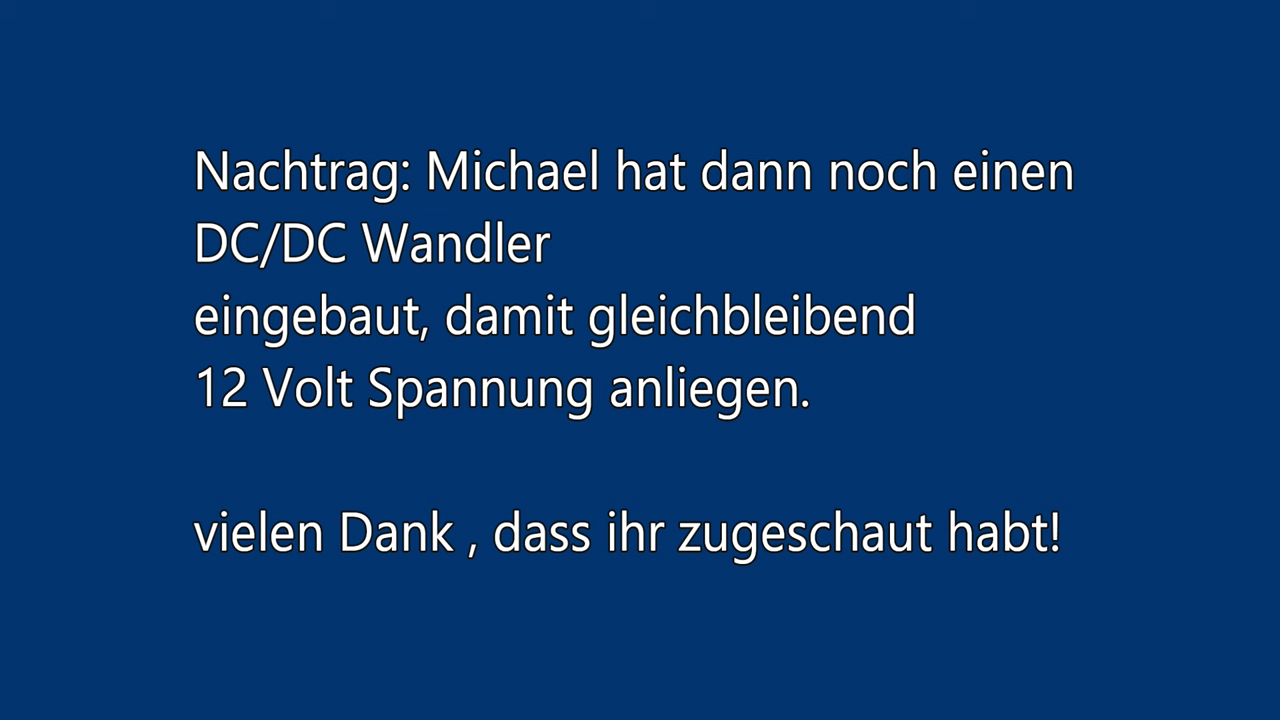 Nachtrag: Michael hat dann noch einen
DC/DC Wandler
eingebaut, damit gleichbleibend
12 Volt Spannung anliegen.
vielen Dank , dass ihr zugeschaut habt!